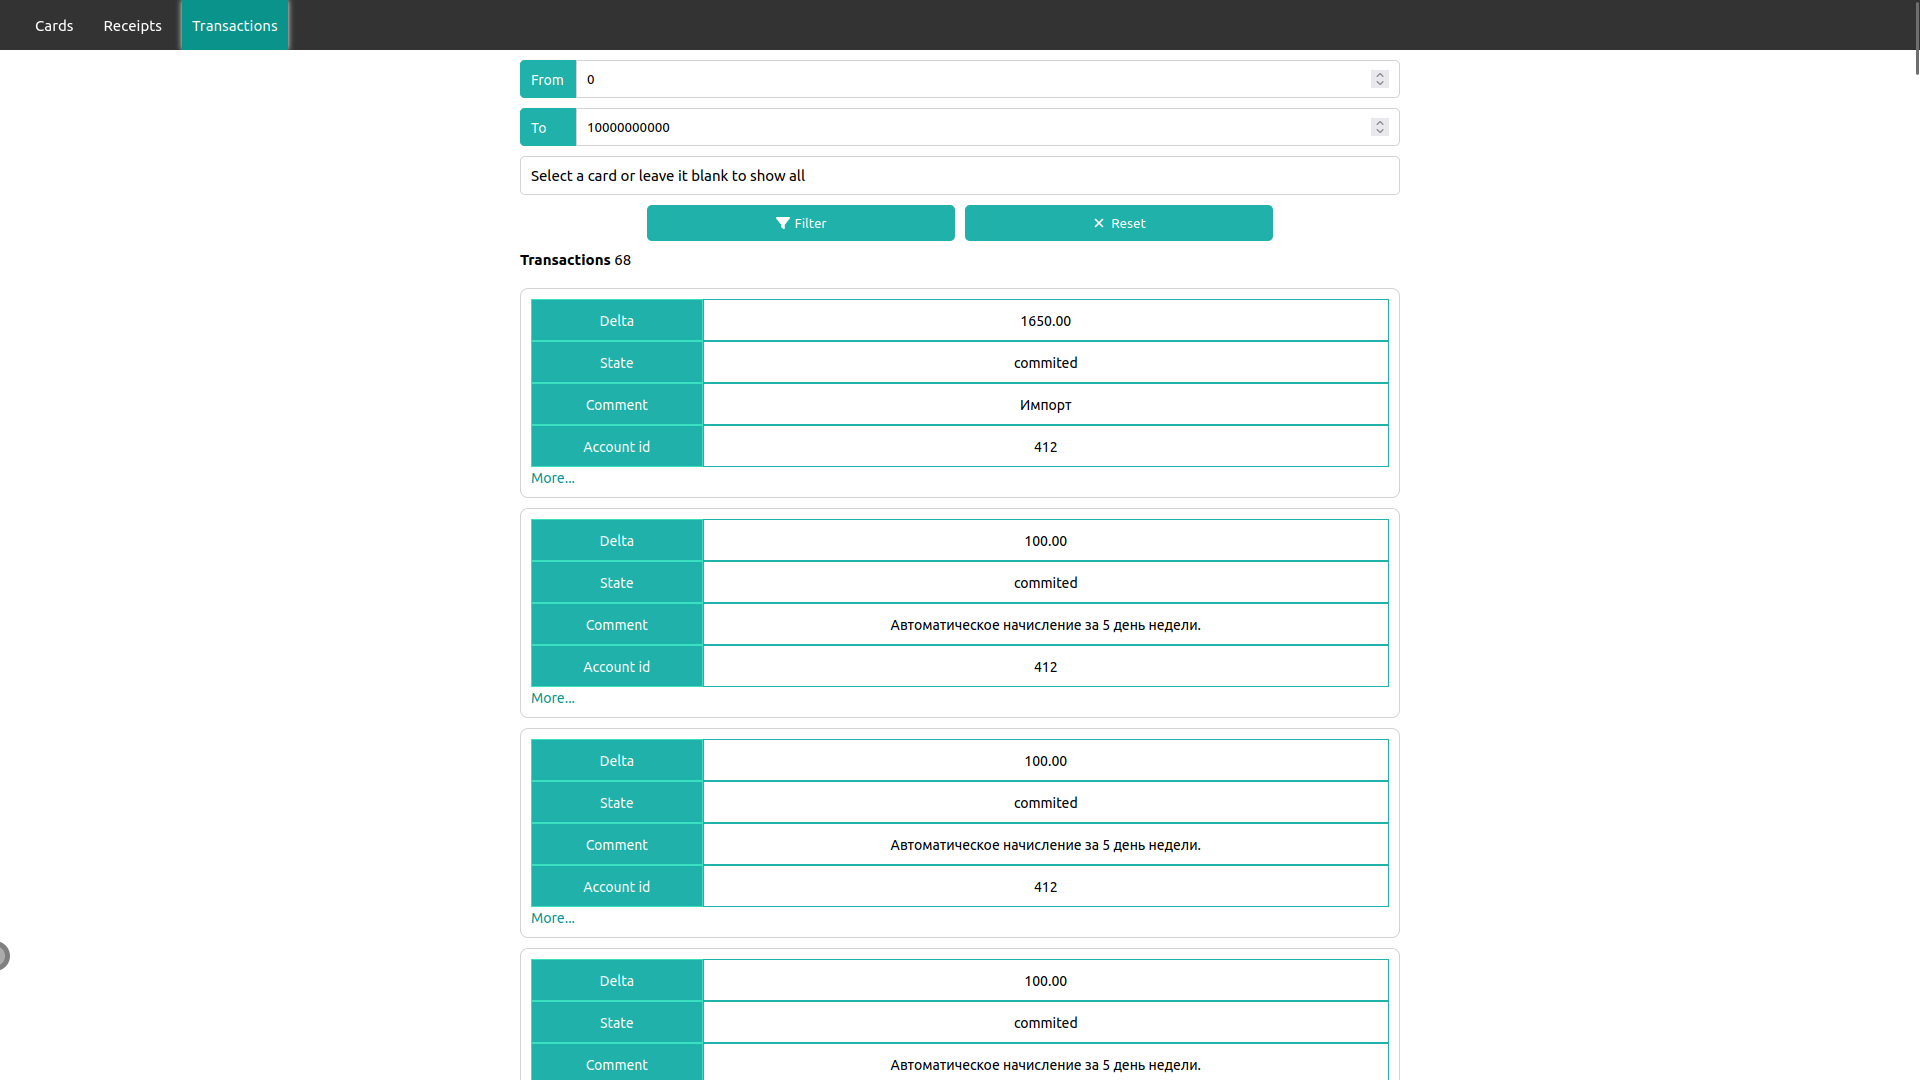 Cards Receipts Transactions
From 0
To 10000000000
Select a card or leave it blank to show all
Filter Reset
Transactions 68
Delta 1650.00
State commited
Comment Импорт
Account id 412
More...
Delta 100.00
State commited
Comment Автоматическое начисление за 5 день недели.
Account id 412
More...
Delta 100.00
State commited
Comment Автоматическое начисление за 5 день недели.
Account id 412
More...
Delta 100.00
State commited
Comment Автоматическое начисление за 5 день недели.